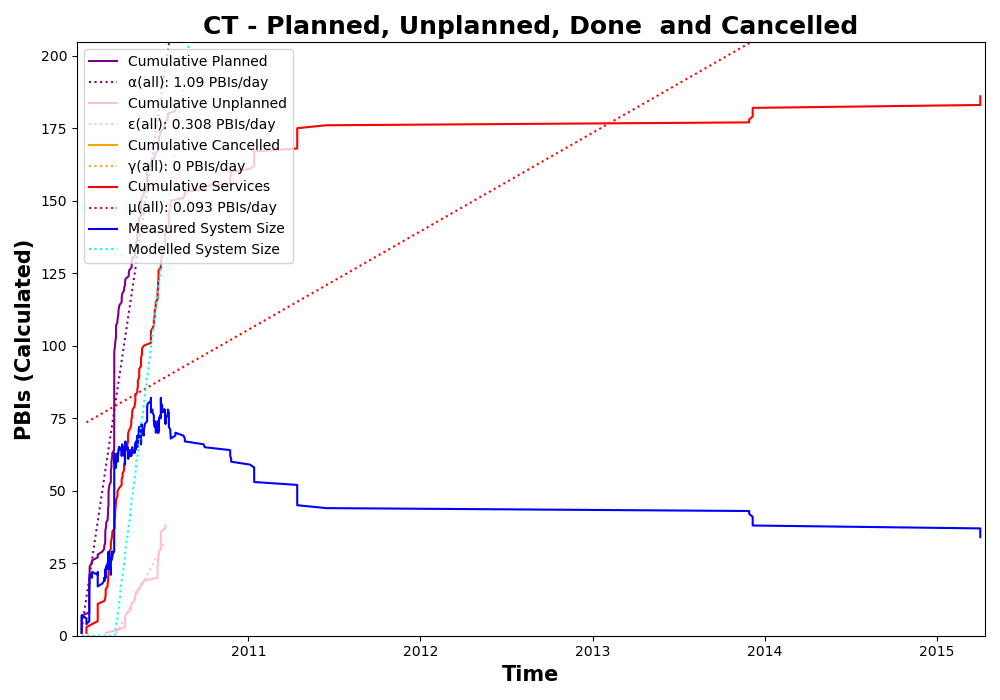 CT - Planned, Unplanned, Done  and Cancelled
200
175
150
125
100
75
50
25
0
PBIs (Calculated)
Cumulative Planned
α(all): 1.09 PBIs/day
Cumulative Unplanned
ε(all): 0.308 PBIs/day
Cumulative Cancelled
γ(all): 0 PBIs/day
Cumulative Services
μ(all): 0.093 PBIs/day
Measured System Size
Modelled System Size
2011 2012 2013 2014 2015
Time